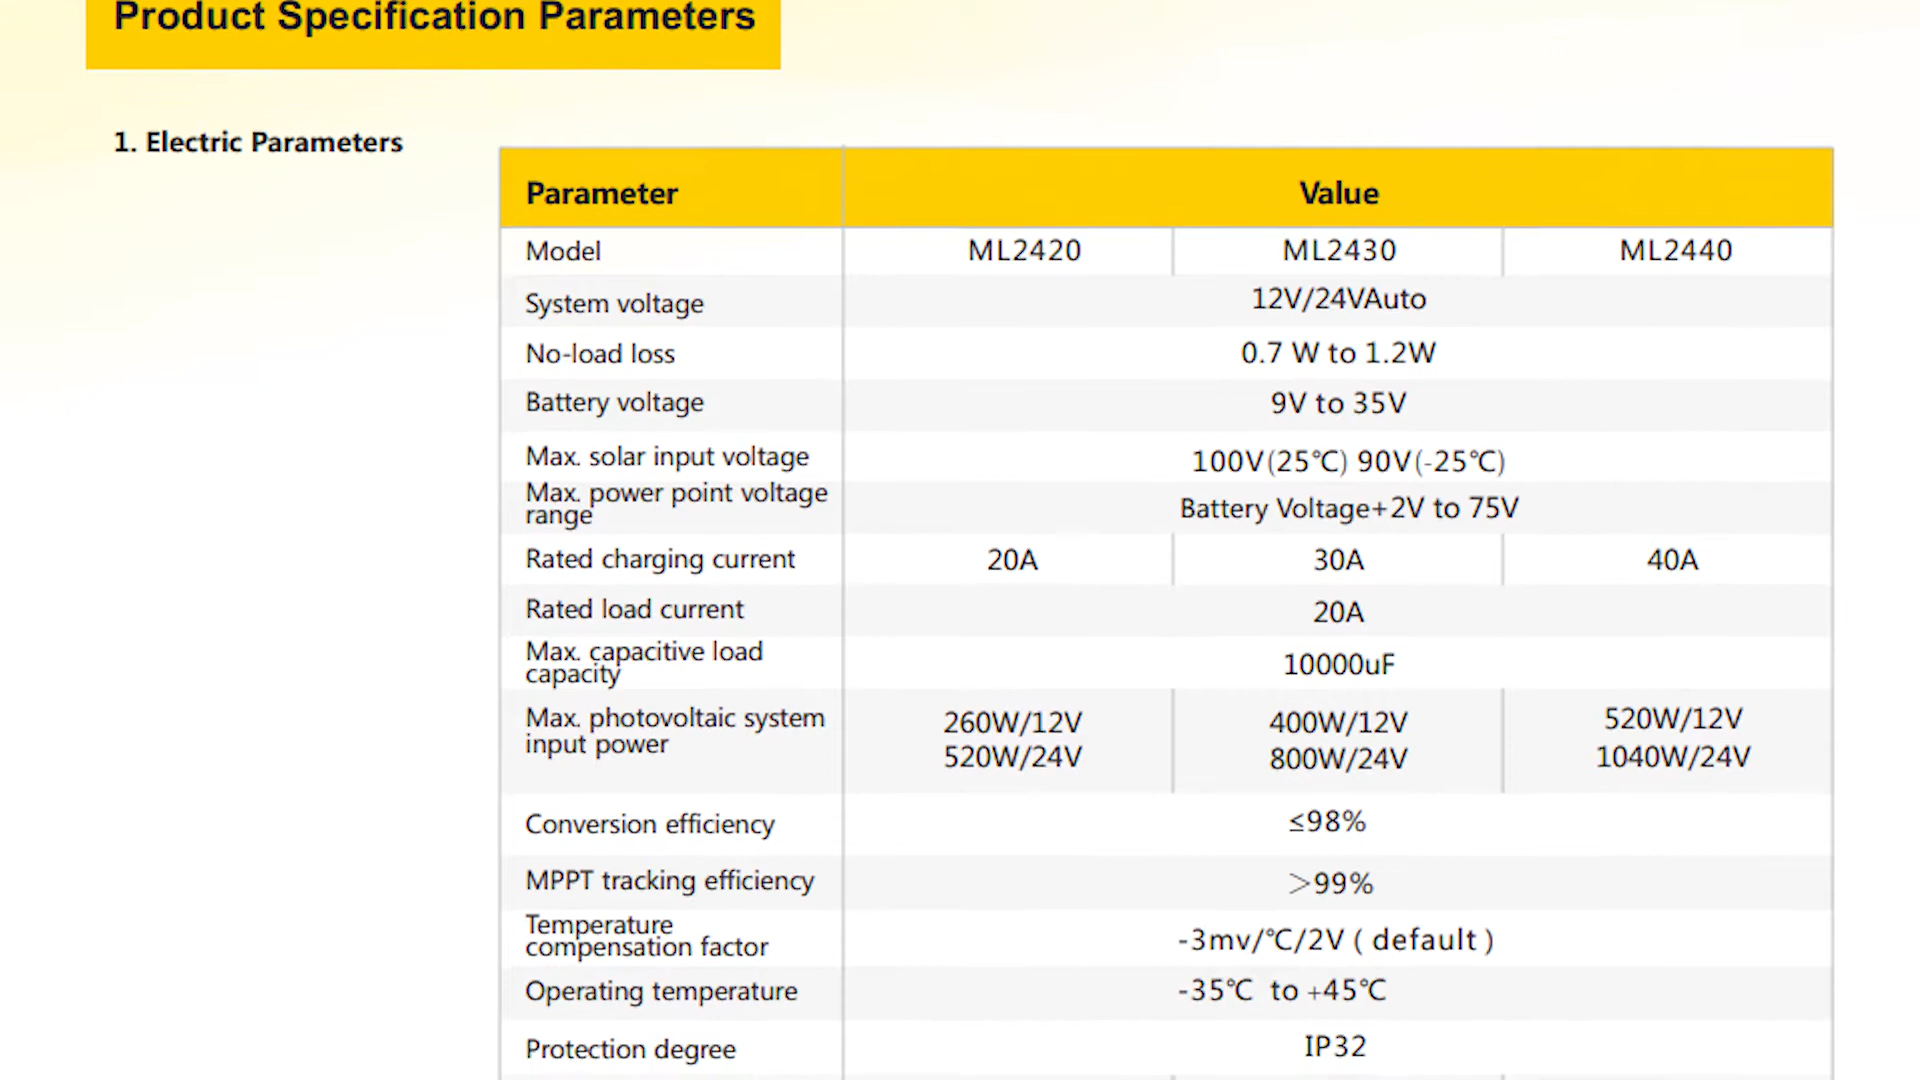 Product Specification Parameters
1. Electric Parameters
Parameter Value
Model ML2420 ML2430 ML2440
System voltage 12V/24VAuto
No-load loss 0.7 W to 1.2W
Battery voltage 9V to 35V
Max. solar input voltage 100V(25℃) 90V(-25℃)
Max. power point voltage
range Battery Voltage+2V to 75V
Rated charging current 20A 30A 40A
Rated load current 20A
Max. capacitive load
capacity 10000uF
Max. photovoltaic system 260W/12V 400W/12V 520W/12V
input power 520W/24V 800W/24V 1040W/24V
Conversion efficiency ≤98%
MPPT tracking efficiency >99%
Temperature
compensation factor -3mv/℃/2V ( default )
Operating temperature -35℃ to +45℃
Protection degree IP32